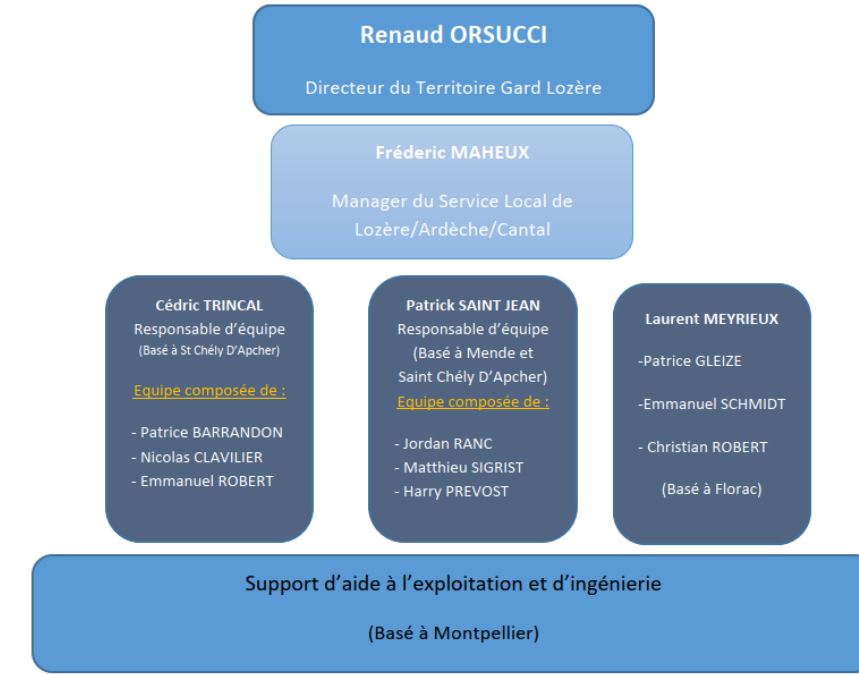 Renaud ORSUCCI
Directeur du Territoire Gard Lozère
Fréderic MAHEUX
Manager du Service Local de
Lozère/Ardèche/Cantal
Cédric TRINCAL
Responsable d'équipe
(Basé à St Chély D'Apcher)
Equipe composée de :
- Patrice BARRANDON
- Nicolas CLAVILIER
- Emmanuel ROBERT
Patrick SAINT JEAN
Responsable d'équipe
(Basé à Mende et
Saint Chély D'Apcher)
Equipe composée de :
- Jordan RANC
- Matthieu SIGRIST
- Harry PREVOST
Laurent MEYRIEUX
-Patrice GLEIZE
-Emmanuel SCHMIDT
- Christian ROBERT
(Basé à Florac)
Support d'aide à l'exploitation et d'ingénierie
(Basé à Montpellier)